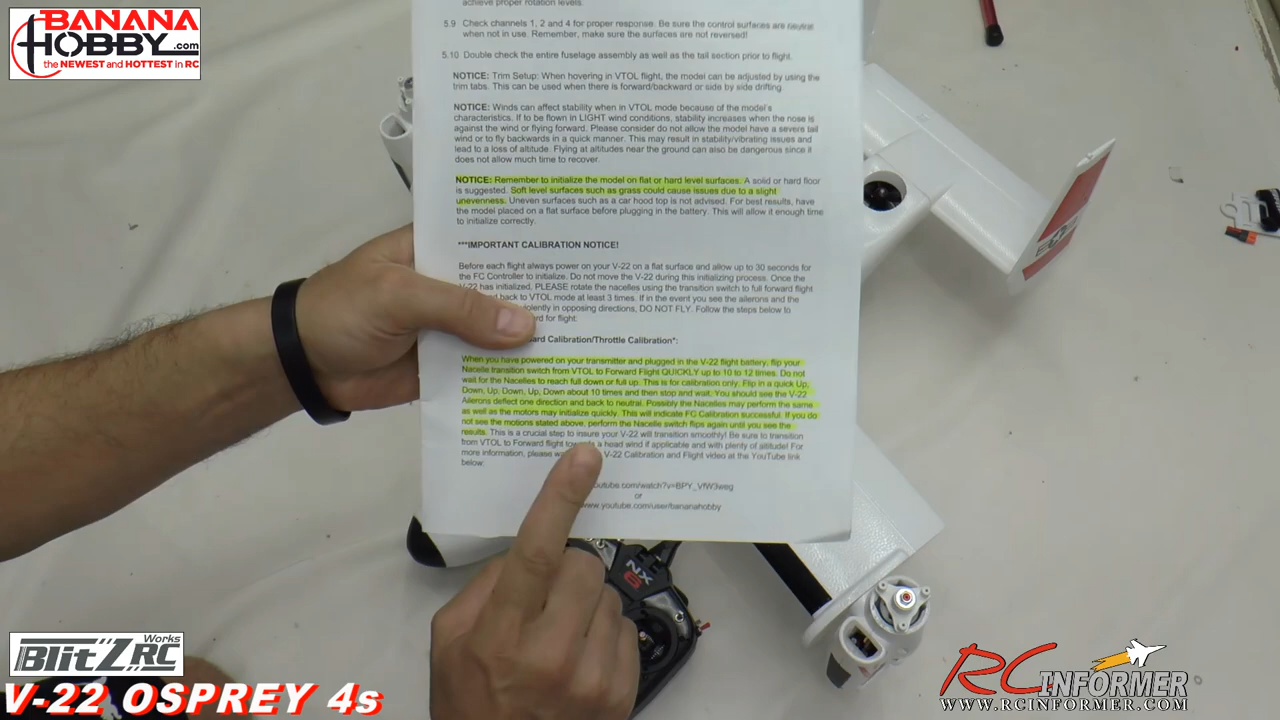 BANANA
HOBBY.com
the NEWEST and HOTTEST in RC
achieve proper rotation levels.
5.9 Check channels 1, 2 and 4 for proper response. Be sure the control surfaces are neutral
when not in use. Remember, make sure the surfaces are not reversed!
5.10 Double check the entire fuselage assembly as well as the tail section prior to flight.
NOTICE: Trim Setup: When hovering in VTOL flight, the model can be adjusted by using the
trim tabs. This can be used when there is forward/backward or side by side drifting.
NOTICE: Winds can affect stability when in VTOL mode because of the model's
characteristics. If to be flown in LIGHT wind conditions, stability increases when the nose is
against the wind or flying forward. Please consider do not allow the model have a severs tail
wind or to fly backwards in a quick manner. This may result in stability/vibrating issues and
lead to a loss of altitude. Flying at altitudes near the ground can also be dangerous since it
does not allow much time to recover.
NOTICE: Remember to initialize the model on flat or hard level surfaces. A solid or hard floor
is suggested. Soft level surfaces such as grass could cause issues due to a slight
unevenness. Uneven surfaces such as a car hood top is not advised. For best results, have
the model placed on a flat surface before plugging in the battery. This will allow it enough time
to initialize correctly.
***IMPORTANT CALIBRATION NOTICE!
Before each flight always power on your V-22 on a flat surface and allow up to 30 seconds for
the FC Controller to initialize. Do not move the V-22 during this initializing process. Once the
V-22 has initialized, PLEASE rotate the nacelles using the transition switch to full forward flight
back to VTOL mode at least 3 times. If in the event you see the ailerons and the
violently in opposing directions, DO NOT FLY. Follow the steps below to
for flight:
Calibration/Throttle Calibration*:
When you have powered on your transmitter and plugged in the V-22 flight battery, flip your
Nacelle transition switch from VTOL to Forward Flight QUICKLY up to 10 to 12 times. Do not
wait for the Nacelles to reach full down or full up. This is for calibration only. Flip in a quick Up,
Down, Up, Down, Up, Down about 10 times and then stop and wait. You should see the V-22
Ailerons deflect one direction and back to neutral. Possibly the Nacelles may perform the same
as well as the motors may initialize quickly. This will indicate FC Calibration successful. If you do
not see the motions stated above, perform the Nacelle switch flips again until you see the
results. This is a crucial step to insure your V-22 will transition smoothly! Be sure to transition
from VTOL to Forward flight towards a head wind if applicable and with plenty of altitude! For
more information, please V-22 Calibration and Flight video at the YouTube link
below:
outube.com/watch?v=BPY_VfW3weg
or
www.youtube.com/user/bananahobby
NX
6
BlitZRC
Works
V-22 OSPREY 4s
RC INFORMER
WWW.RCINFORMER.COM